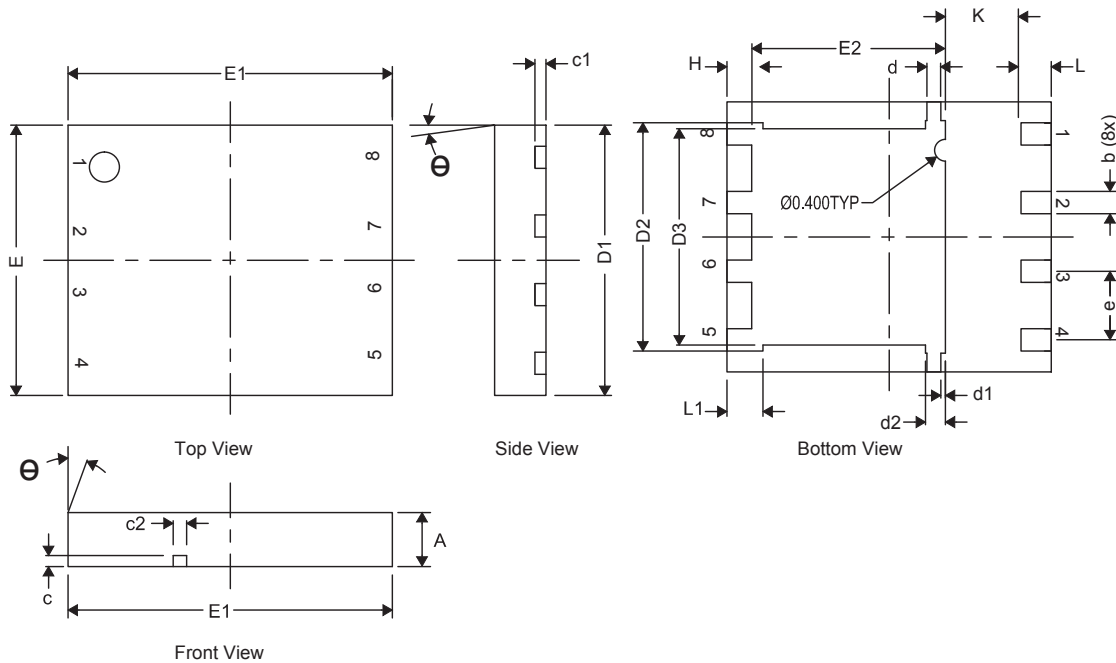 E1
E
1
2
3
4
8
7
6
5
Top View
c1
Θ
D1
Side View
K
E2
H
d
L
8
7
6
5
1
2
3
4
b (8x)
e
Ø0.400TYP
D2
D3
L1
d1
d2
Bottom View
Θ
c2
A
c
E1
Front View